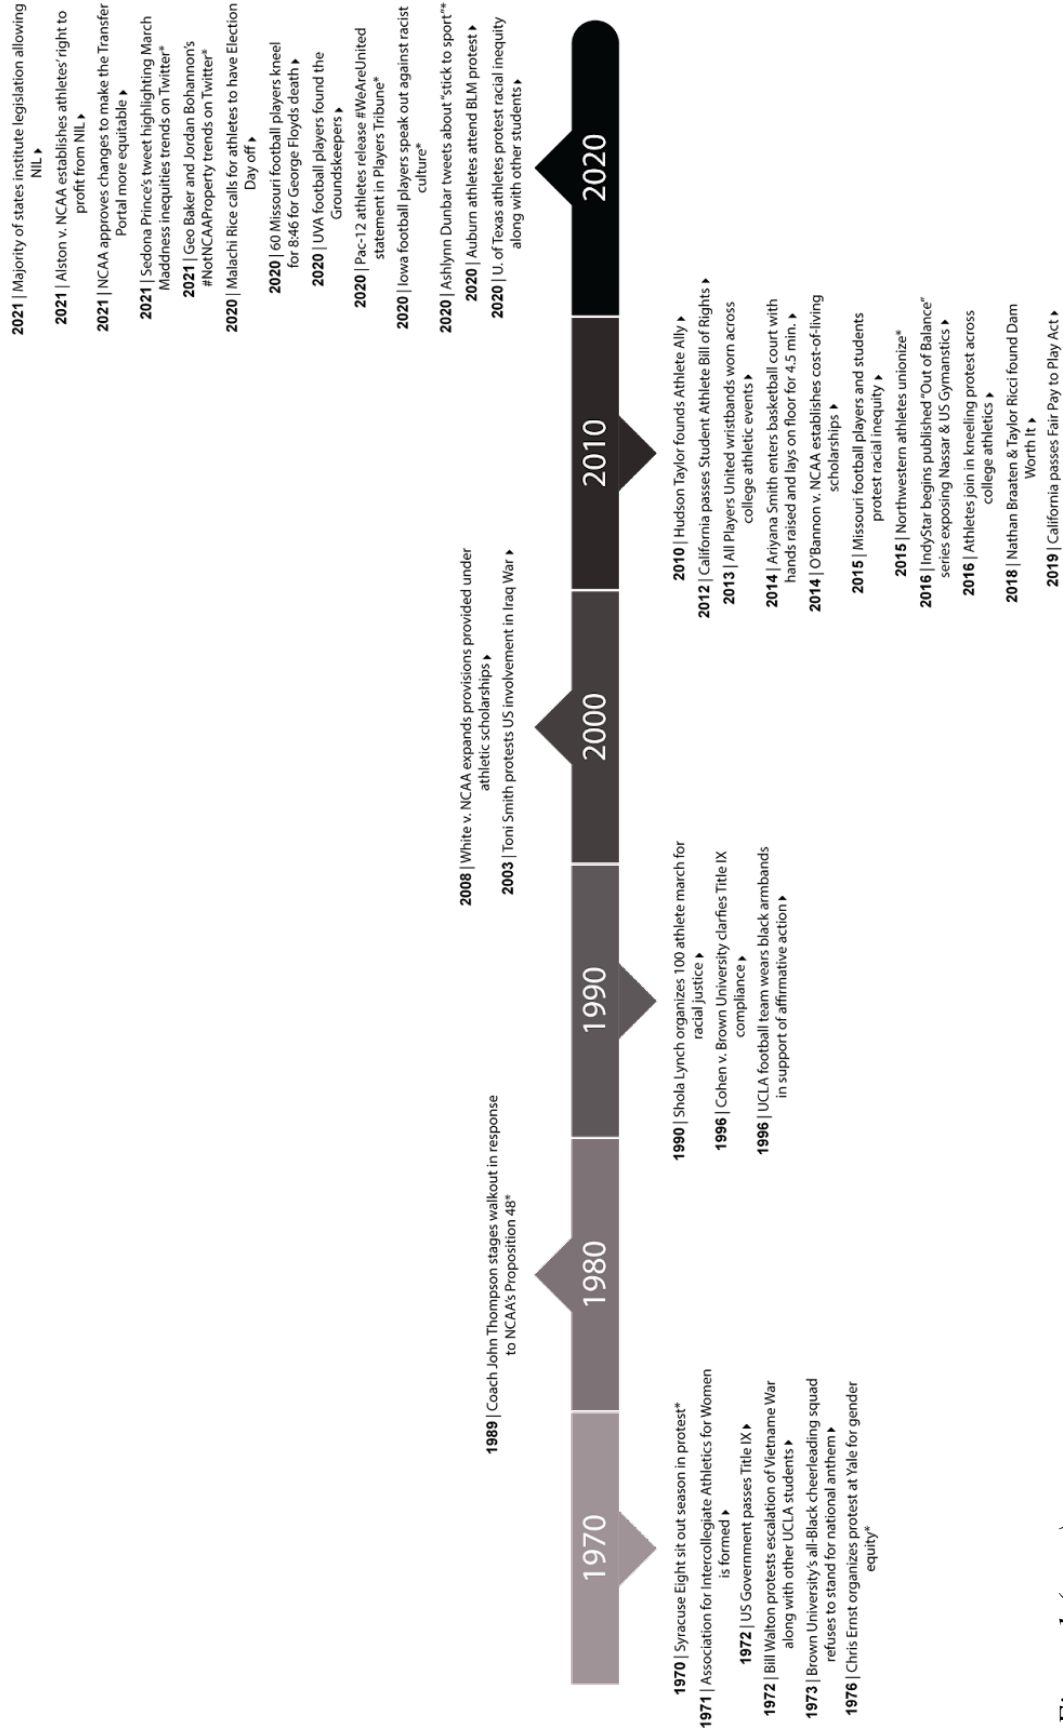 2021 | Majority of states institute legislation allowing
NIL ▸
2021 | Alston v. NCAA establishes athletes' right to
profit from NIL ▸
2021 | NCAA approves changes to make the Transfer
Portal more equitable ▸
2021 | Sedona Prince's tweet highlighting March
Maddness inequities trends on Twitter*
2021 | Geo Baker and Jordan Bohannon's
#NotNCAAProperty trends on Twitter*
2020 | Malachi Rice calls for athletes to have Election
Day off ▸
2020 | 60 Missouri football players kneel
for 8:46 for George Floyds death ▸
2020 | UVA football players found the
Groundskeepers ▸
2020 | Pac-12 athletes release #WeAreUnited
statement in Players Tribune*
2020 | Iowa football players speak out against racist
culture*
2020 | Ashlynn Dunbar tweets about "stick to sport"*
2020 | Auburn athletes attend BLM protest ▸
2020 | U. of Texas athletes protest racial inequity
along with other students ▸
2008 | White v. NCAA expands provisions provided under
athletic scholarships ▸
2003 | Toni Smith protests US involvement in Iraq War ▸
1989 | Coach John Thompson stages walkout in response
to NCAA's Proposition 48*
1970
1980
1990
2000
2010
2020
1970 | Syracuse Eight sit out season in protest*
1971 | Association for Intercollegiate Athletics for Women
is formed ▸
1972 | US Government passes Title IX ▸
1972 | Bill Walton protests escalation of Vietname War
along with other UCLA students ▸
1973 | Brown University's all-Black cheerleading squad
refuses to stand for national anthem ▸
1976 | Chris Ernst organizes protest at Yale for gender
equity*
1990 | Shola Lynch organizes 100 athlete march for
racial justice ▸
1996 | Cohen v. Brown University clarfies Title IX
compliance ▸
1996 | UCLA football team wears black armbands
in support of affirmative action ▸
2010 | Hudson Taylor founds Athlete Ally ▸
2012 | California passes Student Athlete Bill of Rights ▸
2013 | All Players United wristbands worn across
college athletic events ▸
2014 | Ariyana Smith enters basketball court with
hands raised and lays on floor for 4.5 min. ▸
2014 | O'Bannon v. NCAA establishes cost-of-living
scholarships ▸
2015 | Missouri football players and students
protest racial inequity ▸
2015 | Northwestern athletes unionize*
2016 | IndyStar begins published "Out of Balance"
series exposing Nassar & US Gymanstics ▸
2016 | Athletes join in kneeling protest across
college athletics ▸
2018 | Nathan Braaten & Taylor Ricci found Dam
Worth It ▸
2019 | California passes Fair Pay to Play Act ▸